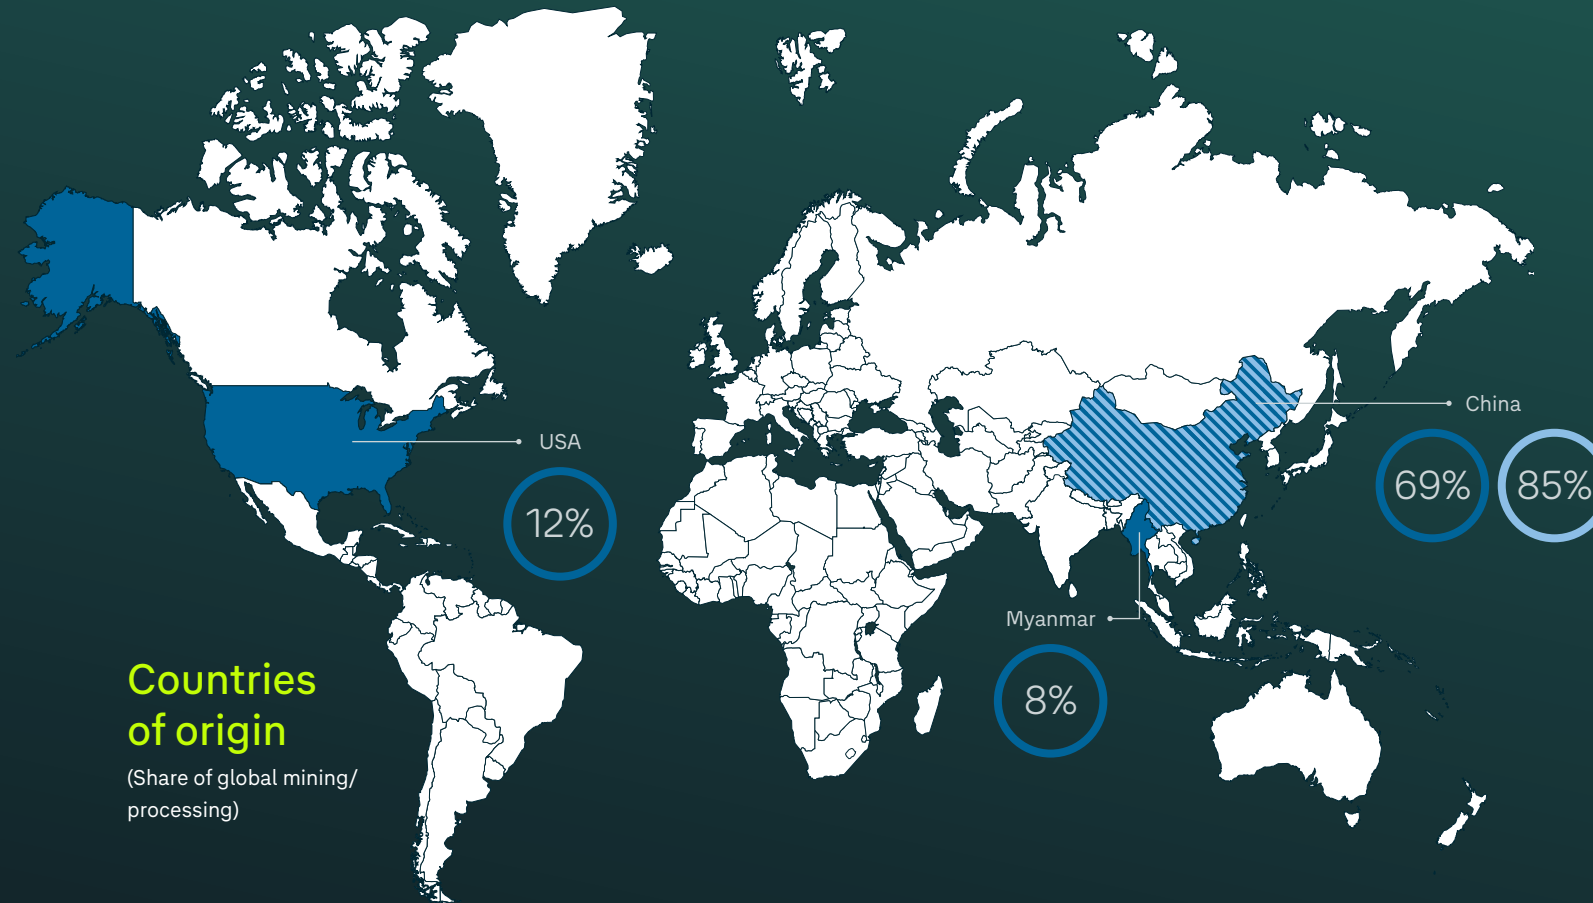 China
69% 85%
USA
12%
Myanmar
8%
Countries
of origin
(Share of global mining/
processing)